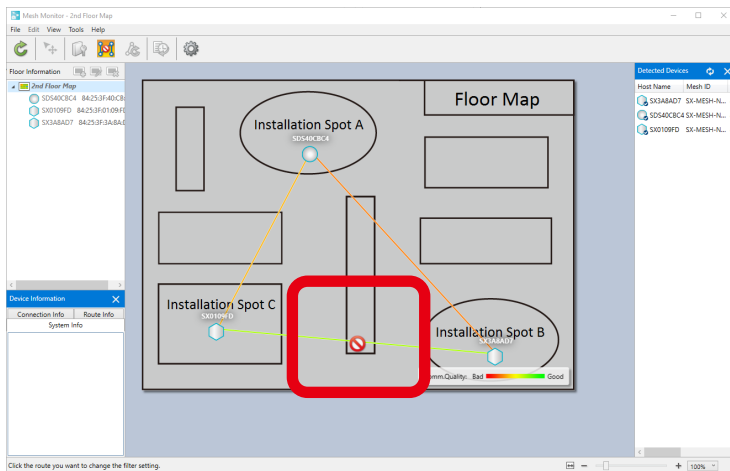 Mesh Monitor - 2nd Floor Map
File Edit View Tools Help
Floor Information
2nd Floor Map
SDS40CBC4 84:25:3F:40:CB:
SX0109FD 84:25:3F:01:09:FD
SX3A8AD7 84:25:3F:3A:8A:D
Device Information
Connection Info Route Info
System Info
Floor Map
Installation Spot A
SDS40CBC4
Installation Spot C
SX0109FD
Installation Spot B
SX3A8AD7
omm.Quality: Bad Good
Detected Devices
Host Name Mesh ID
SX3A8AD7 SX-MESH-N...
SDS40CBC4 SX-MESH-N...
SX0109FD SX-MESH-N...
Click the route you want to change the filter setting.
100%